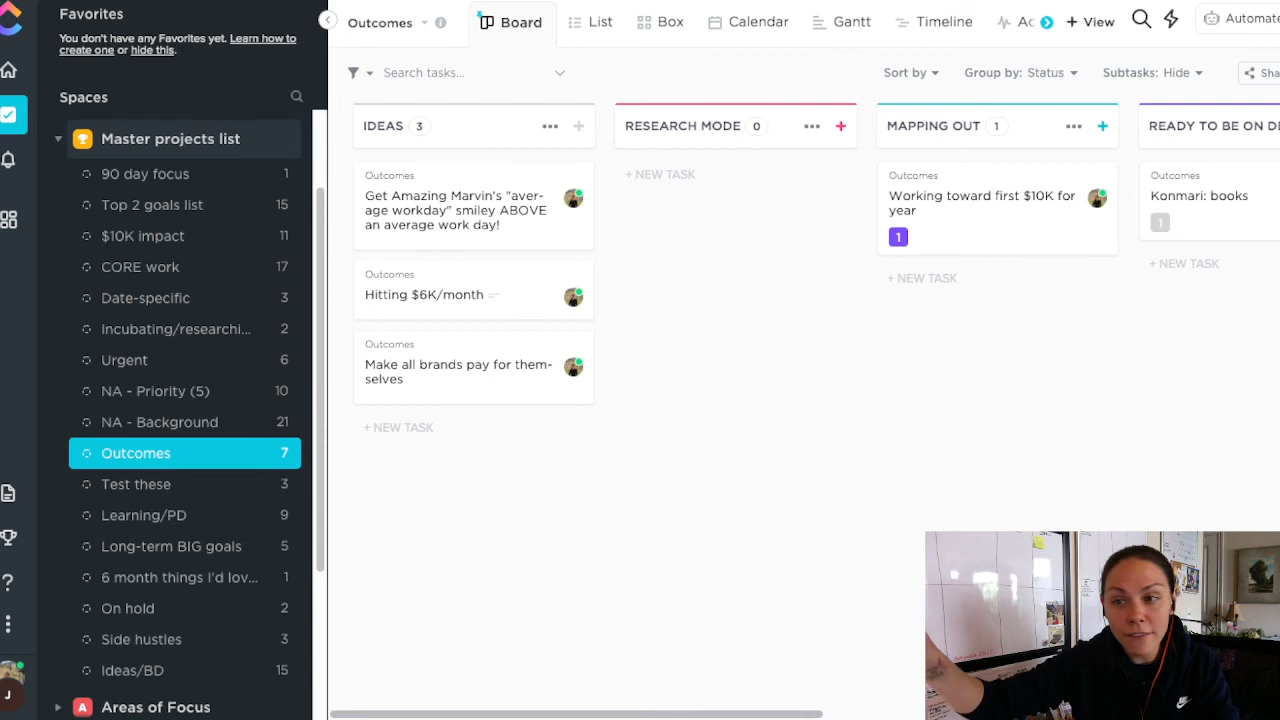 Favorites
You don't have any Favorites yet. Learn how to
create one or hide this.
Spaces
Master projects list
90 day focus 1
Top 2 goals list 15
$10K impact 11
CORE work 17
Date-specific 3
Incubating/researchi... 2
Urgent 6
NA - Priority (5) 10
NA - Background 21
Outcomes 7
Test these 3
Learning/PD 9
Long-term BIG goals 5
6 month things I'd lov... 1
On hold 2
Side hustles 3
Ideas/BD 15
A Areas of Focus
J
Outcomes
Board
List
Box
Calendar
Gantt
Timeline
Ac
+ View
Automate
Search tasks...
Sort by
Group by: Status
Subtasks: Hide
Sha
IDEAS 3
Outcomes
Get Amazing Marvin's "aver-
age workday" smiley ABOVE
an average work day!
Outcomes
Hitting $6K/month
Outcomes
Make all brands pay for them-
selves
+ NEW TASK
RESEARCH MODE 0
+ NEW TASK
MAPPING OUT 1
Outcomes
Working toward first $10K for
year
1
+ NEW TASK
READY TO BE ON DE
Outcomes
Konmari: books
1
+ NEW TASK